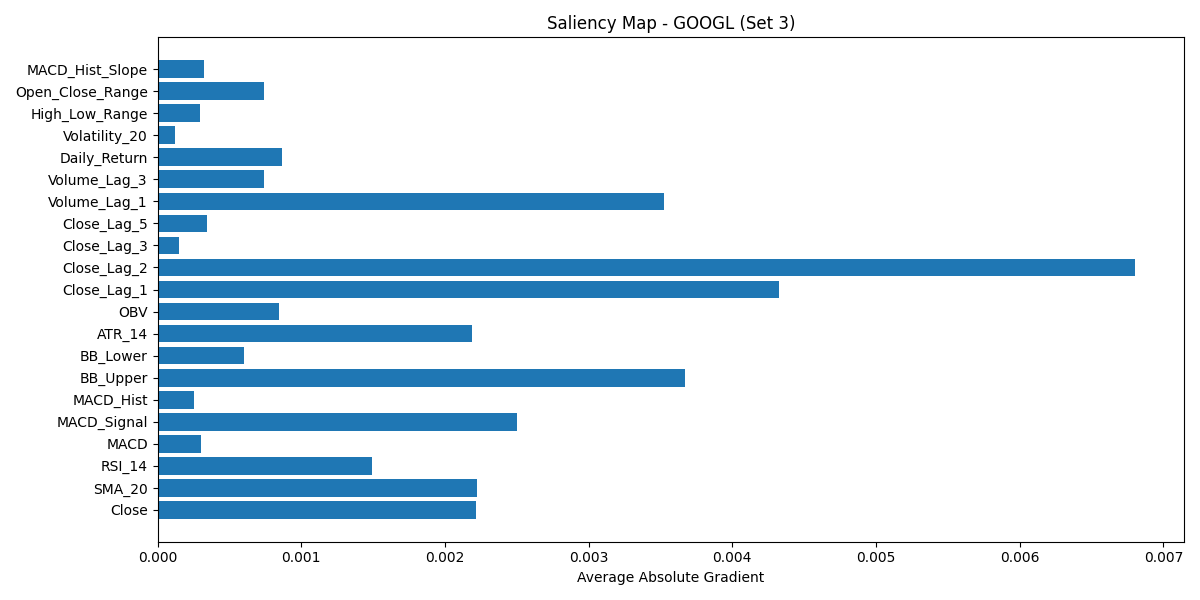 Saliency Map - GOOGL (Set 3)
MACD_Hist_Slope
Open_Close_Range
High_Low_Range
Volatility_20
Daily_Return
Volume_Lag_3
Volume_Lag_1
Close_Lag_5
Close_Lag_3
Close_Lag_2
Close_Lag_1
OBV
ATR_14
BB_Lower
BB_Upper
MACD_Hist
MACD_Signal
MACD
RSI_14
SMA_20
Close
0.000 0.001 0.002 0.003 0.004 0.005 0.006 0.007
Average Absolute Gradient